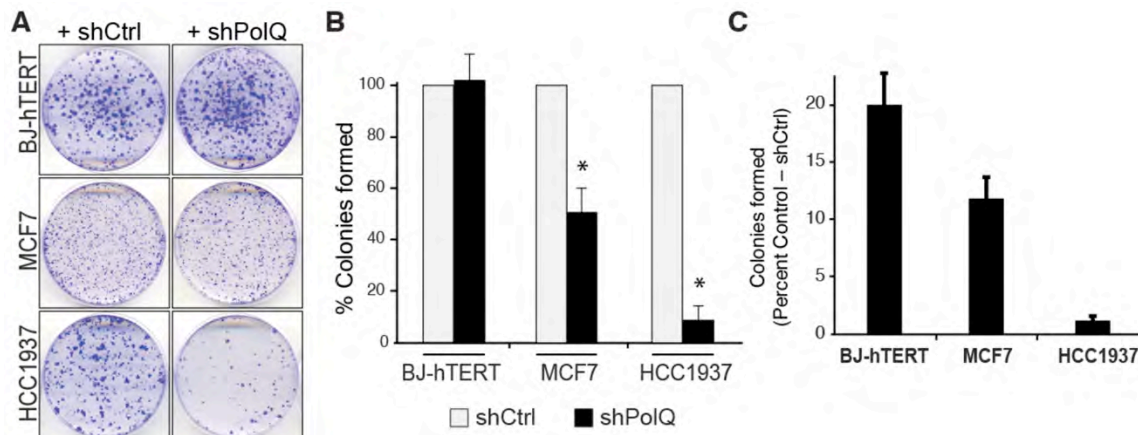 A
+ shCtrl
+ shPolQ
BJ-hTERT
MCF7
HCC1937
B
% Colonies formed
100
80
60
40
20
0
*
*
BJ-hTERT
MCF7
HCC1937
shCtrl
shPolQ
C
Colonies formed
(Percent Control – shCtrl)
20
15
10
5
0
BJ-hTERT
MCF7
HCC1937